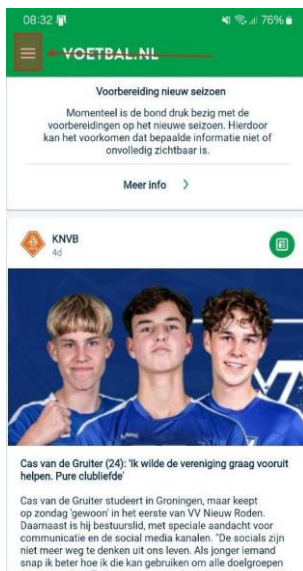 08:32
76%
VOETBAL.NL
Voorbereiding nieuw seizoen
Momenteel is de bond druk bezig met de
voorbereidingen op het nieuwe seizoen. Hierdoor
kan het voorkomen dat bepaalde informatie niet of
onvolledig zichtbaar is.
Meer info
KNVB
4d
Cas van de Gruiter (24): 'Ik wilde de vereniging graag vooruit
helpen. Pure clubliefde'
Cas van de Gruiter studeert in Groningen, maar keept
op zondag 'gewoon' in het eerste van VV Nieuw Roden.
Daarnaast is hij bestuurslid, met speciale aandacht voor
communicatie en de social media kanalen. "De socials zijn
niet meer weg te denken uit ons leven. Als jonger iemand
snap ik beter hoe ik die kan gebruiken om alle doelgroepen